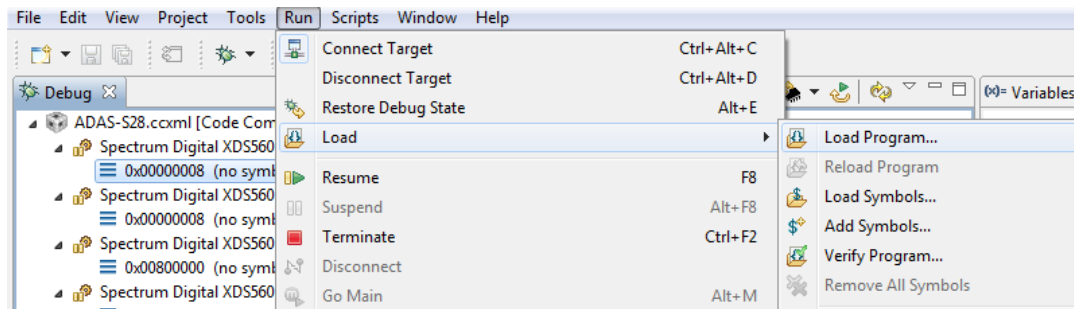 File Edit View Project Tools Run Scripts Window Help
Connect Target Ctrl+Alt+C
Disconnect Target Ctrl+Alt+D
Debug
(x)= Variables
Restore Debug State Alt+E
ADAS-S28.ccxml [Code Com
Load
Load Program...
Spectrum Digital XDS560
0x00000008 (no syml
Resume F8
Reload Program
Spectrum Digital XDS560
Suspend Alt+F8
Load Symbols...
0x00000008 (no syml
Terminate Ctrl+F2
Add Symbols...
Spectrum Digital XDS560
0x00800000 (no syml
Disconnect
Verify Program...
Spectrum Digital XDS560
Go Main Alt+M
Remove All Symbols